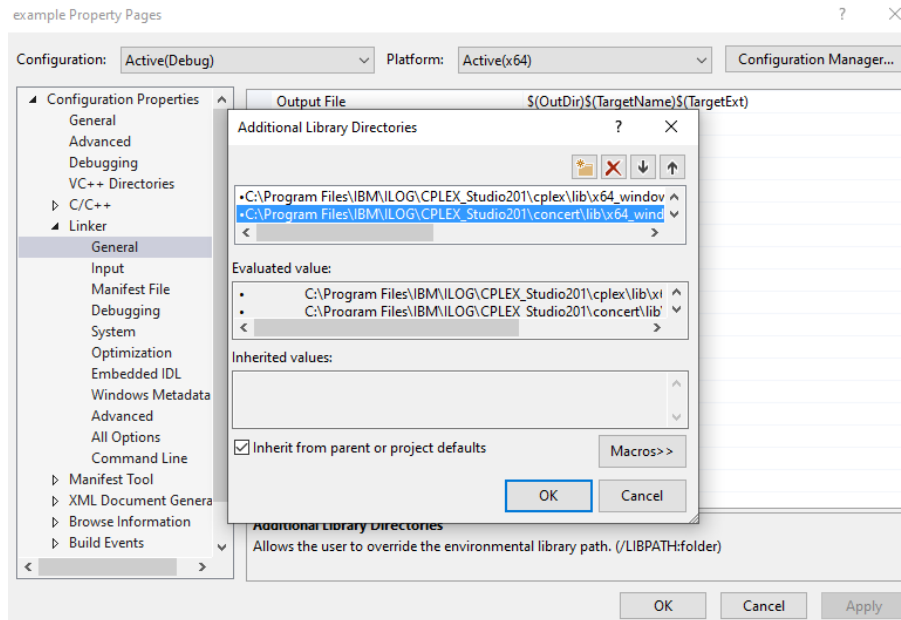 example Property Pages
?
Configuration: Active(Debug) Platform: Active(x64) Configuration Manager...
Configuration Properties
General
Advanced
Debugging
VC++ Directories
C/C++
Linker
General
Input
Manifest File
Debugging
System
Optimization
Embedded IDL
Windows Metadata
Advanced
All Options
Command Line
Manifest Tool
XML Document Genera
Browse Information
Build Events
Output File $(OutDir)$(TargetName)$(TargetExt)
Additional Library Directories ?
•C:\Program Files\IBM\ILOG\CPLEX_Studio201\cplex\lib\x64_window
•C:\Program Files\IBM\ILOG\CPLEX_Studio201\concert\lib\x64_wind
Evaluated value:
• C:\Program Files\IBM\ILOG\CPLEX_Studio201\cplex\lib\x
• C:\Program Files\IBM\ILOG\CPLEX_Studio201\concert\lib
Inherited values:
Inherit from parent or project defaults
Macros>>
OK Cancel
Additional Library Directories
Allows the user to override the environmental library path. (/LIBPATH:folder)
OK Cancel Apply